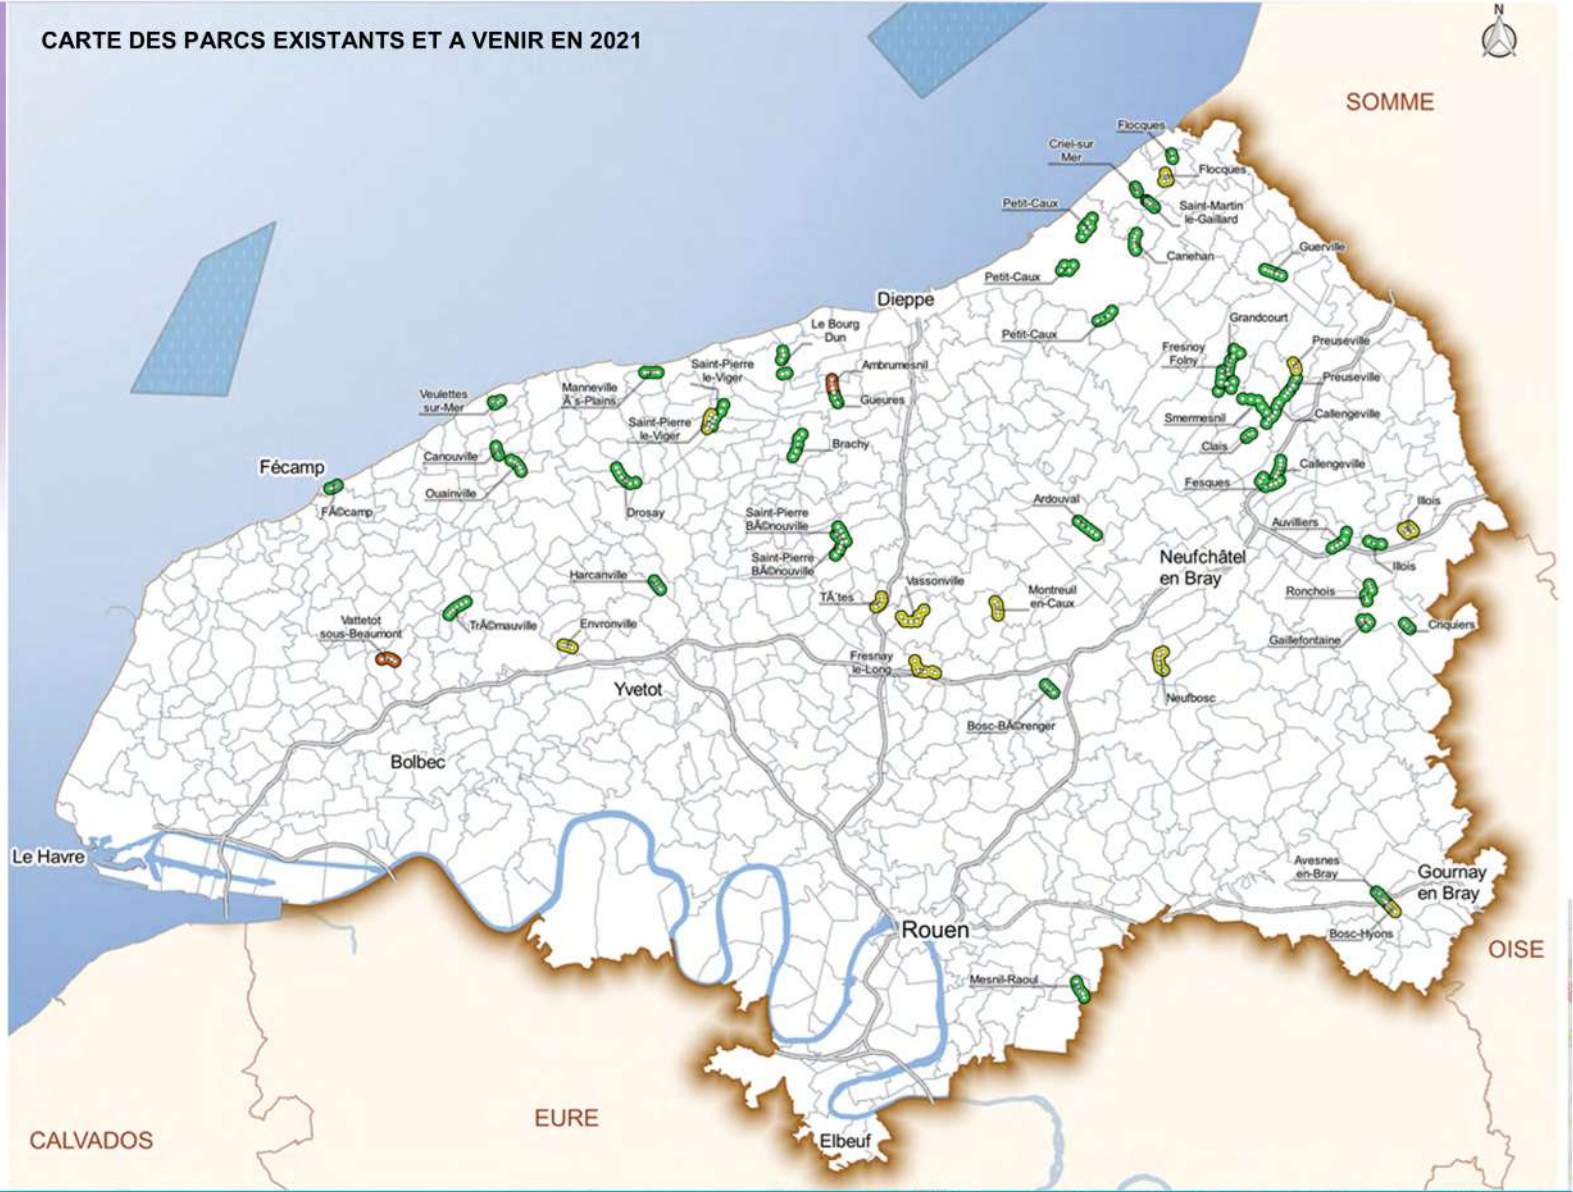 CARTE DES PARCS EXISTANTS ET A VENIR EN 2021
N
SOMME
Flocques
Criel-sur
Mer
Flocques
Petit-Caux
Saint-Martin
le-Gaillard
Canehan
Guerville
Petit-Caux
Dieppe
Petit-Caux
Grandcourt
Le Bourg
Dun
Fresnoy
Folny
Preuseville
Saint-Pierre
le-Viger
Ambrumesnil
Preuseville
Manneville
Ã¨s-Plains
Veulettes
sur-Mer
Gueures
Smermesnil
Callengeville
Saint-Pierre
le-Viger
Clais
Brachy
Canouville
Callengeville
Fécamp
Fesques
Ouainville
Ardouval
Illois
FÃ©camp
Drosay
Saint-Pierre
BÃ©nouville
Auvilliers
Neufchâtel
en Bray
Saint-Pierre
BÃ©nouville
Illois
Harcanville
Vassonville
Montreuil
en-Caux
Ronchois
TÃ´tes
Vattetot
sous-Beaumont
TrÃ©mauville
Envronville
Criquiers
Gaillefontaine
Fresnay
le-Long
Yvetot
Neufbosc
Bosc-BÃ©renger
Bolbec
Le Havre
Avesnes
en-Bray
Gournay
en Bray
Rouen
Bosc-Hyons
OISE
Mesnil-Raoul
EURE
CALVADOS
Elbeuf